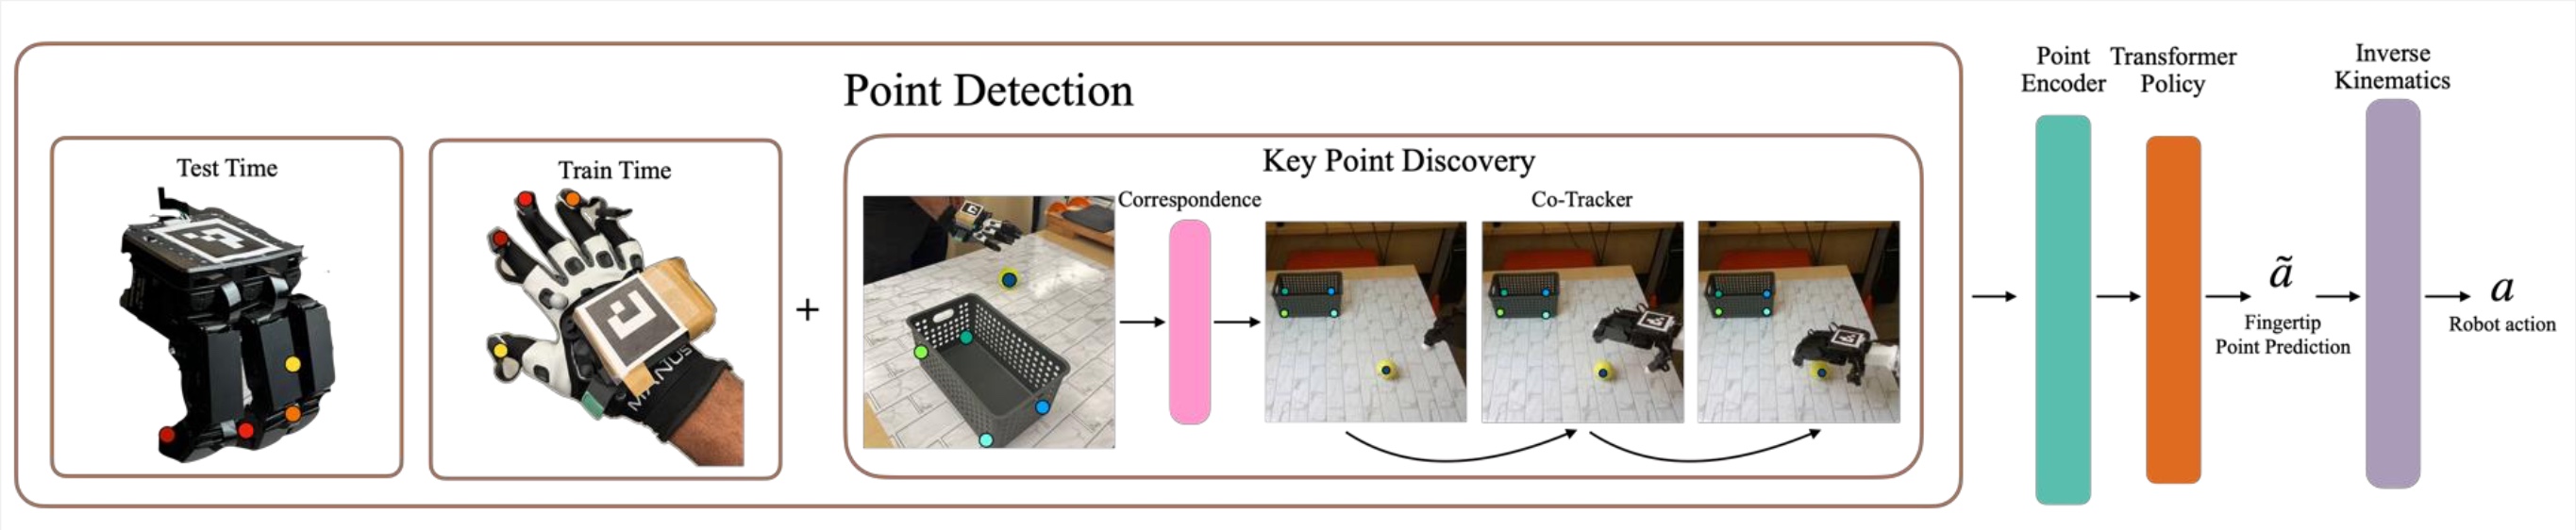 Point Detection
Test Time
Train Time
MANUS
+
Key Point Discovery
Correspondence
Co-Tracker
Point
Encoder
Transformer
Policy
ã
Fingertip
Point Prediction
Inverse
Kinematics
a
Robot action